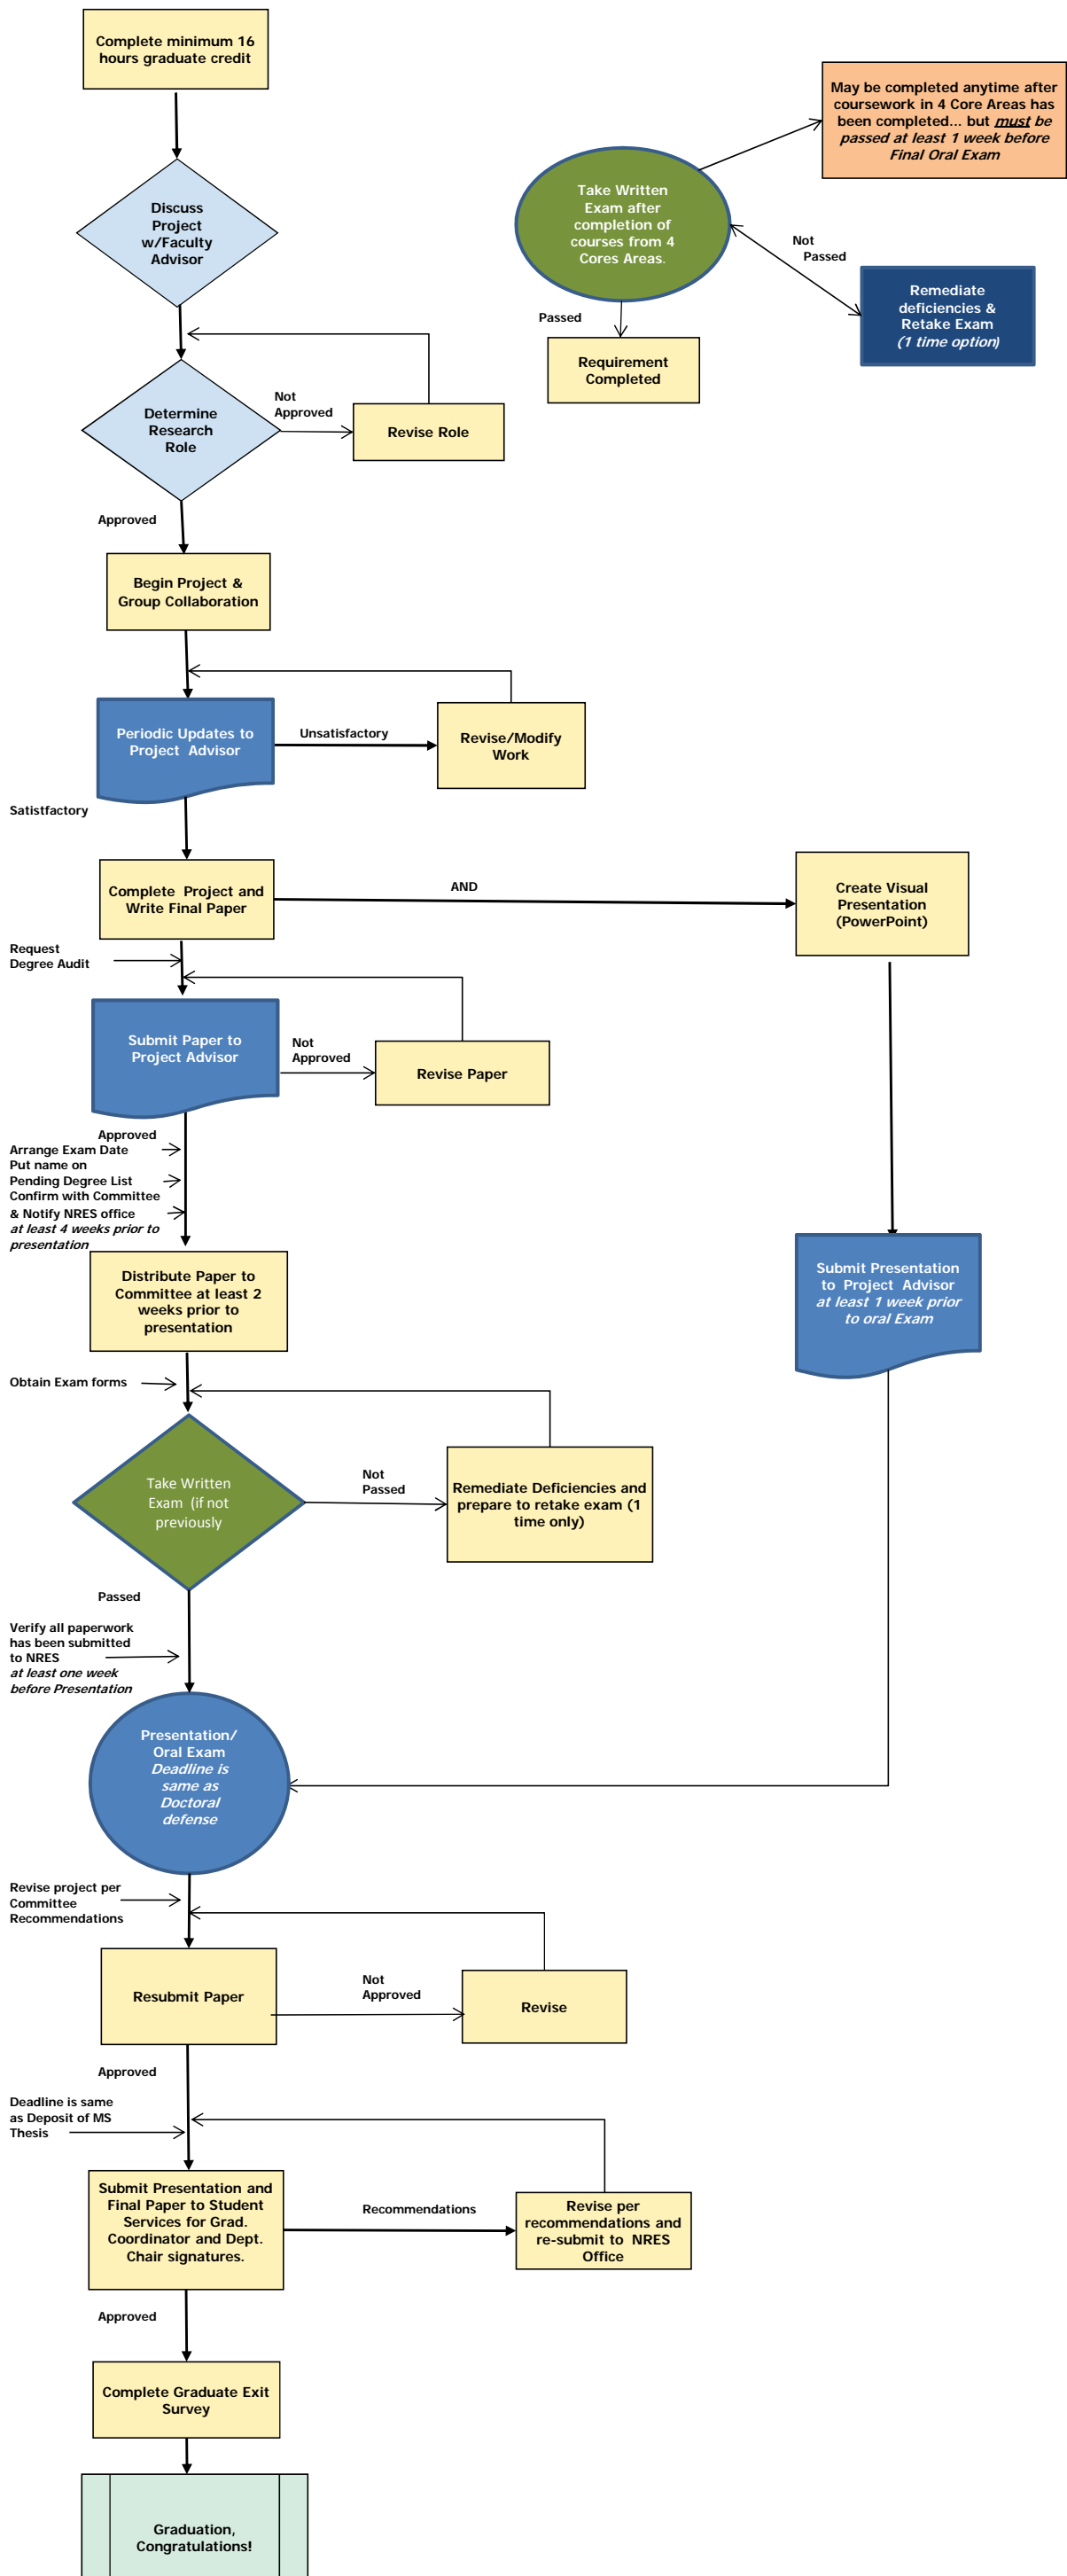 Complete minimum 16
hours graduate credit
May be completed anytime after
coursework in 4 Core Areas has
been completed... but must be
passed at least 1 week before
Final Oral Exam
Discuss
Project
w/Faculty
Advisor
Take Written
Exam after
completion of
courses from 4
Cores Areas.
Not
Passed
Remediate
deficiencies &
Retake Exam
(1 time option)
Passed
Requirement
Completed
Determine
Research
Role
Not
Approved
Revise Role
Approved
Begin Project &
Group Collaboration
Periodic Updates to
Project Advisor
Unsatisfactory
Revise/Modify
Work
Satistfactory
Complete Project and
Write Final Paper
AND
Create Visual
Presentation
(PowerPoint)
Request
Degree Audit
Submit Paper to
Project Advisor
Not
Approved
Revise Paper
Approved
Arrange Exam Date
Put name on
Pending Degree List
Confirm with Committee
& Notify NRES office
at least 4 weeks prior to
presentation
Distribute Paper to
Committee at least 2
weeks prior to
presentation
Submit Presentation
to Project Advisor
at least 1 week prior
to oral Exam
Obtain Exam forms
Take Written
Exam (if not
previously
Not
Passed
Remediate Deficiencies and
prepare to retake exam (1
time only)
Passed
Verify all paperwork
has been submitted
to NRES
at least one week
before Presentation
Presentation/
Oral Exam
Deadline is
same as
Doctoral
defense
Revise project per
Committee
Recommendations
Resubmit Paper
Not
Approved
Revise
Approved
Deadline is same
as Deposit of MS
Thesis
Submit Presentation and
Final Paper to Student
Services for Grad.
Coordinator and Dept.
Chair signatures.
Recommendations
Revise per
recommendations and
re-submit to NRES
Office
Approved
Complete Graduate Exit
Survey
Graduation,
Congratulations!